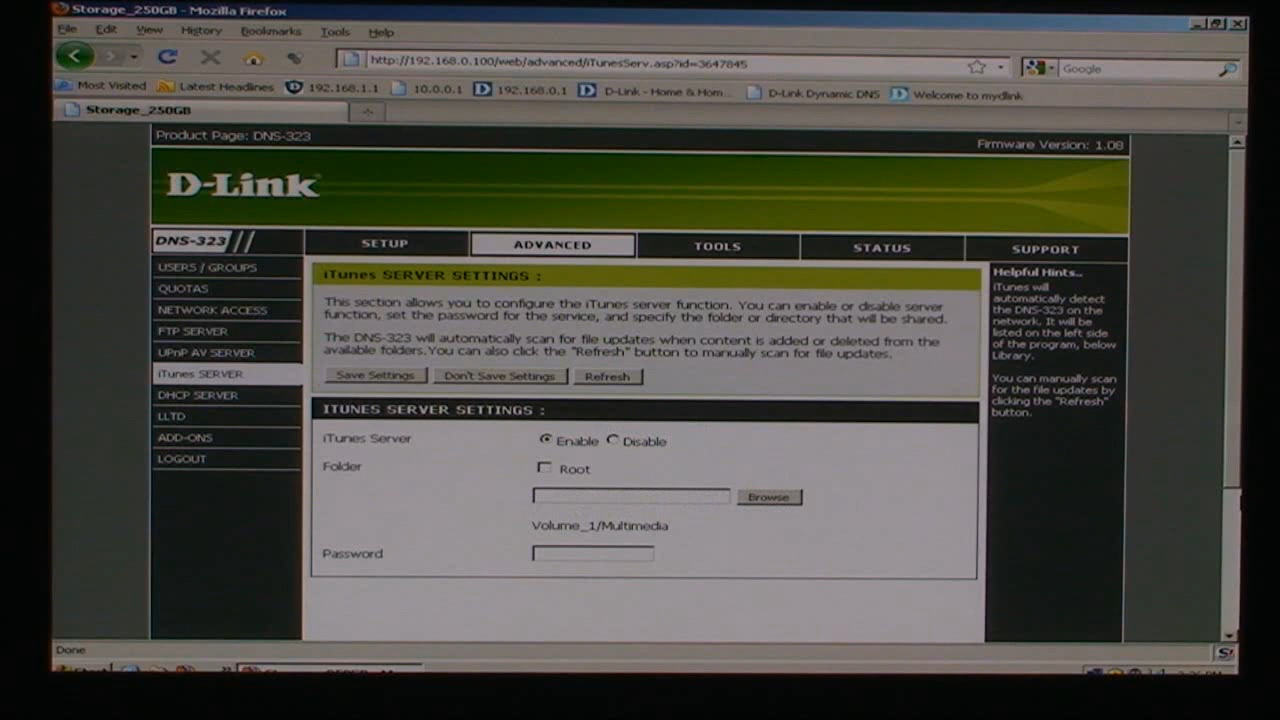 Storage_250GB - Mozilla Firefox
File Edit View History Bookmarks Tools Help
http://192.168.0.100/web/advanced/iTunesServ.asp?id=3647845
Google
Most Visited Latest Headlines 192.168.1.1 10.0.0.1 192.168.0.1 D-Link - Home & Hom... D-Link Dynamic DNS Welcome to mydlink
Storage_250GB
Product Page: DNS-323
Firmware Version: 1.08
D-Link
DNS-323
SETUP ADVANCED TOOLS STATUS SUPPORT
USERS / GROUPS
QUOTAS
NETWORK ACCESS
FTP SERVER
UPnP AV SERVER
iTunes SERVER
DHCP SERVER
LLTD
ADD-ONS
LOGOUT
iTunes SERVER SETTINGS :
This section allows you to configure the iTunes server function. You can enable or disable server
function, set the password for the service, and specify the folder or directory that will be shared.
The DNS-323 will automatically scan for file updates when content is added or deleted from the
available folders.You can also click the "Refresh" button to manually scan for file updates.
Save Settings Don't Save Settings Refresh
ITUNES SERVER SETTINGS :
iTunes Server Enable Disable
Folder Root
Browse
Volume_1/Multimedia
Password
Helpful Hints..
iTunes will
automatically detect
the DNS-323 on the
network. It will be
listed on the left side
of the program, below
Library.
You can manually scan
for the file updates by
clicking the "Refresh"
button.
Done